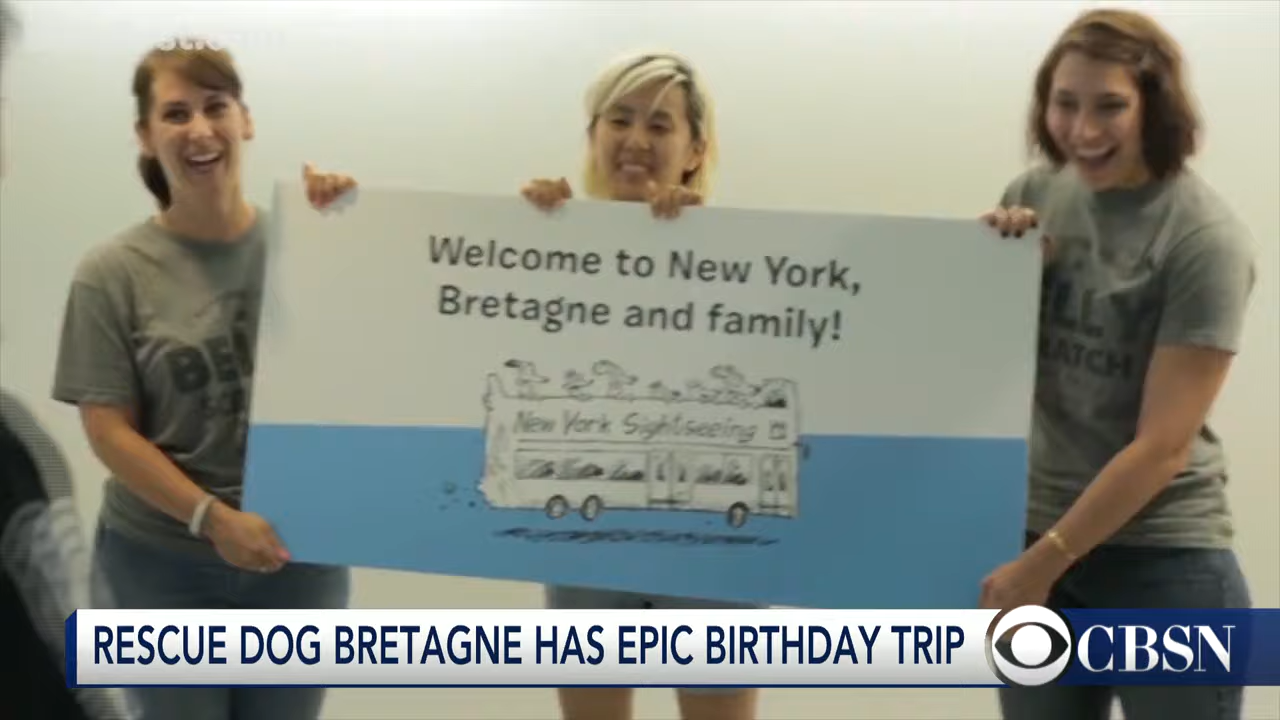 Welcome to New York,
Bretagne and family!
New York Sightseeing
RESCUE DOG BRETAGNE HAS EPIC BIRTHDAY TRIP
CBSN